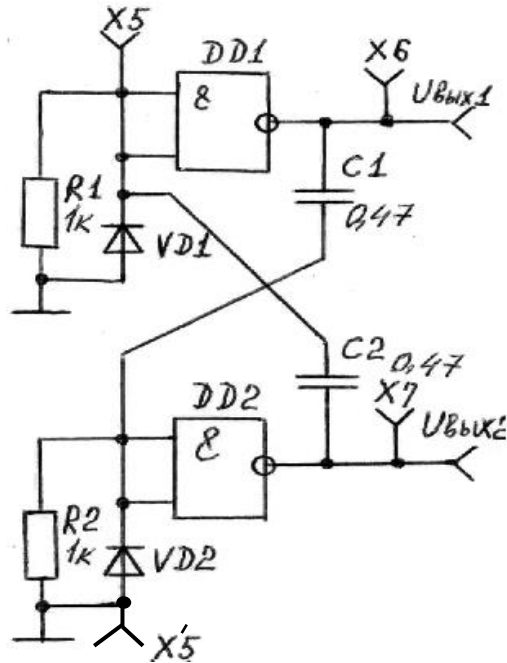 X5
DD1
X6
&
Uвых1
R1
1к
VD1
C1
0,47
C2 0,47
X7
DD2
&
Uвых2
R2
1к
VD2
X'5